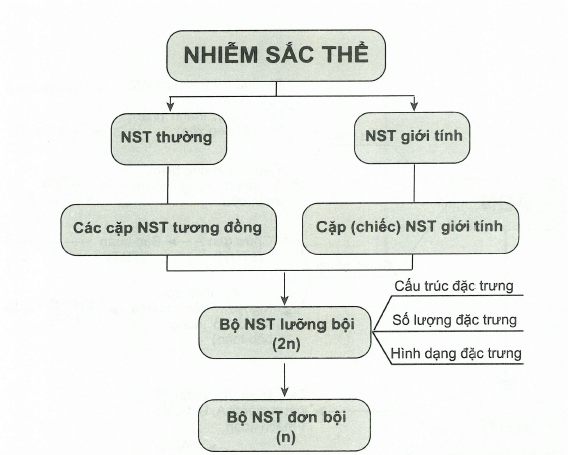 NHIỄM SẮC THỂ
NST thường
NST giới tính
Các cặp NST tương đồng
Cặp (chiếc) NST giới tính
Cấu trúc đặc trưng
Bộ NST lưỡng bội
(2n)
Số lượng đặc trưng
Hình dạng đặc trưng
Bộ NST đơn bội
(n)